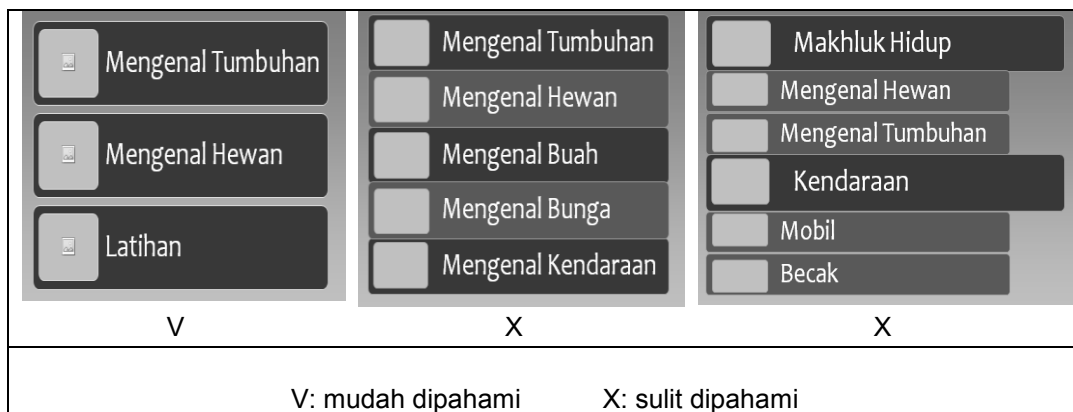 Mengenal Tumbuhan
Mengenal Hewan
Latihan
V
Mengenal Tumbuhan
Mengenal Hewan
Mengenal Buah
Mengenal Bunga
Mengenal Kendaraan
X
Makhluk Hidup
Mengenal Hewan
Mengenal Tumbuhan
Kendaraan
Mobil
Becak
X
V: mudah dipahami X: sulit dipahami